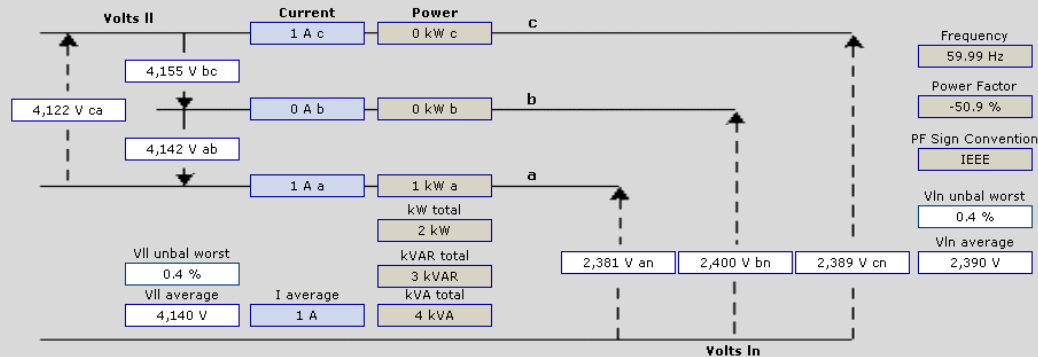 Volts ll
Current
Power
c
1 A c
0 kW c
Frequency
59.99 Hz
4,155 V bc
Power Factor
-50.9 %
4,122 V ca
0 A b
0 kW b
b
PF Sign Convention
IEEE
4,142 V ab
1 A a
1 kW a
a
Vln unbal worst
0.4 %
kW total
2 kW
Vll unbal worst
0.4 %
kVAR total
3 kVAR
2,381 V an
2,400 V bn
2,389 V cn
Vln average
2,390 V
Vll average
4,140 V
I average
1 A
kVA total
4 kVA
Volts ln